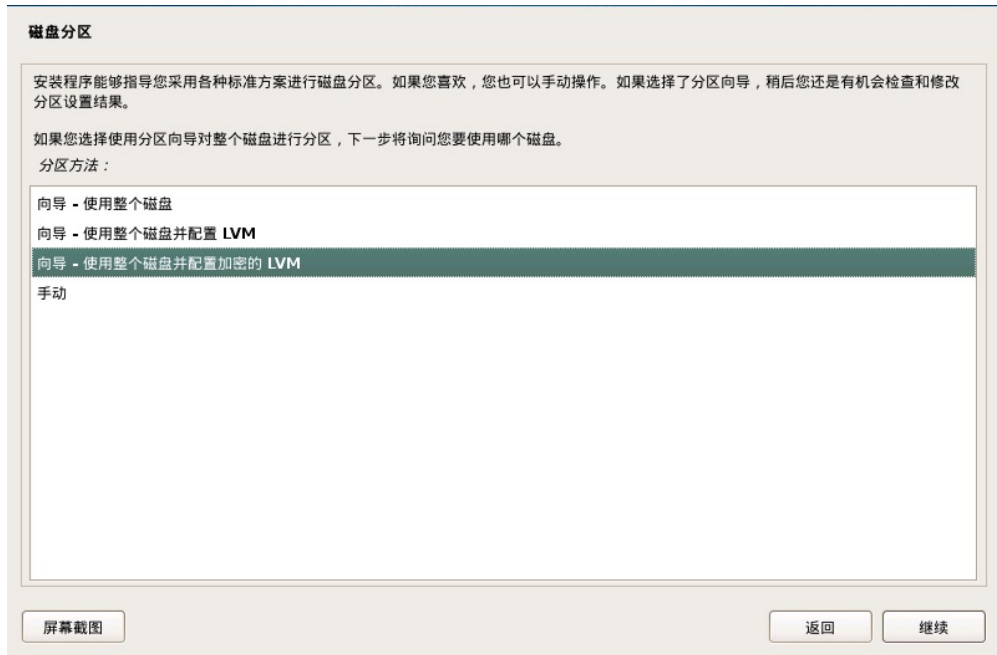 磁盘分区
安装程序能够指导您采用各种标准方案进行磁盘分区。如果您喜欢，您也可以手动操作。如果选择了分区向导，稍后您还是有机会检查和修改
分区设置结果。
如果您选择使用分区向导对整个磁盘进行分区，下一步将询问您要使用哪个磁盘。
分区方法：
向导 - 使用整个磁盘
向导 - 使用整个磁盘并配置 LVM
向导 - 使用整个磁盘并配置加密的 LVM
手动
屏幕截图
返回
继续